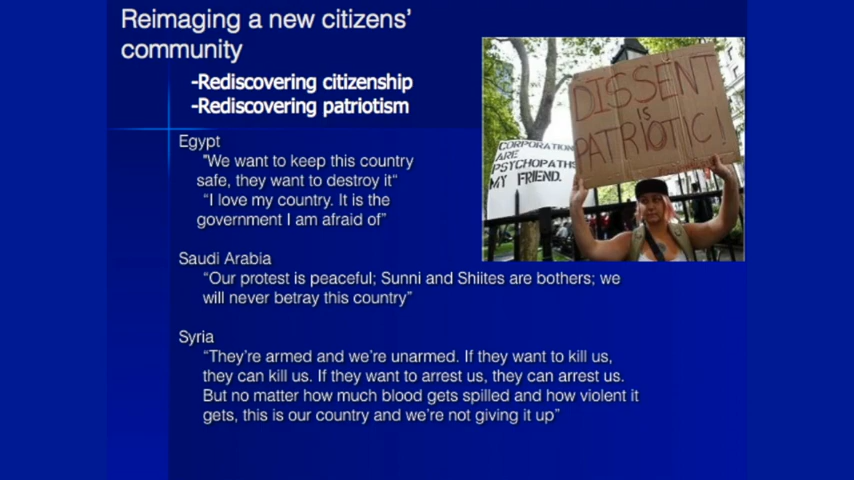 Reimaging a new citizens'
community
-Rediscovering citizenship
-Rediscovering patriotism
Egypt
"We want to keep this country
safe, they want to destroy it"
"I love my country. It is the
government I am afraid of"
Saudi Arabia
"Our protest is peaceful; Sunni and Shiites are bothers; we
will never betray this country"
Syria
"They're armed and we're unarmed. If they want to kill us,
they can kill us. If they want to arrest us, they can arrest us.
But no matter how much blood gets spilled and how violent it
gets, this is our country and we're not giving it up"
DISSENT
IS
PATRIOTIC!
CORPORATION
ARE
PSYCHOPATHS
MY FRIEND.